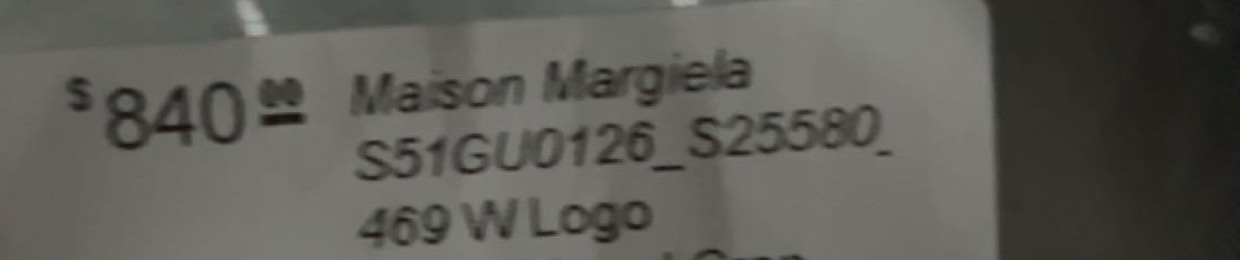 $840.00 Maison Margiela
S51GU0126_S25580_
469 W Logo